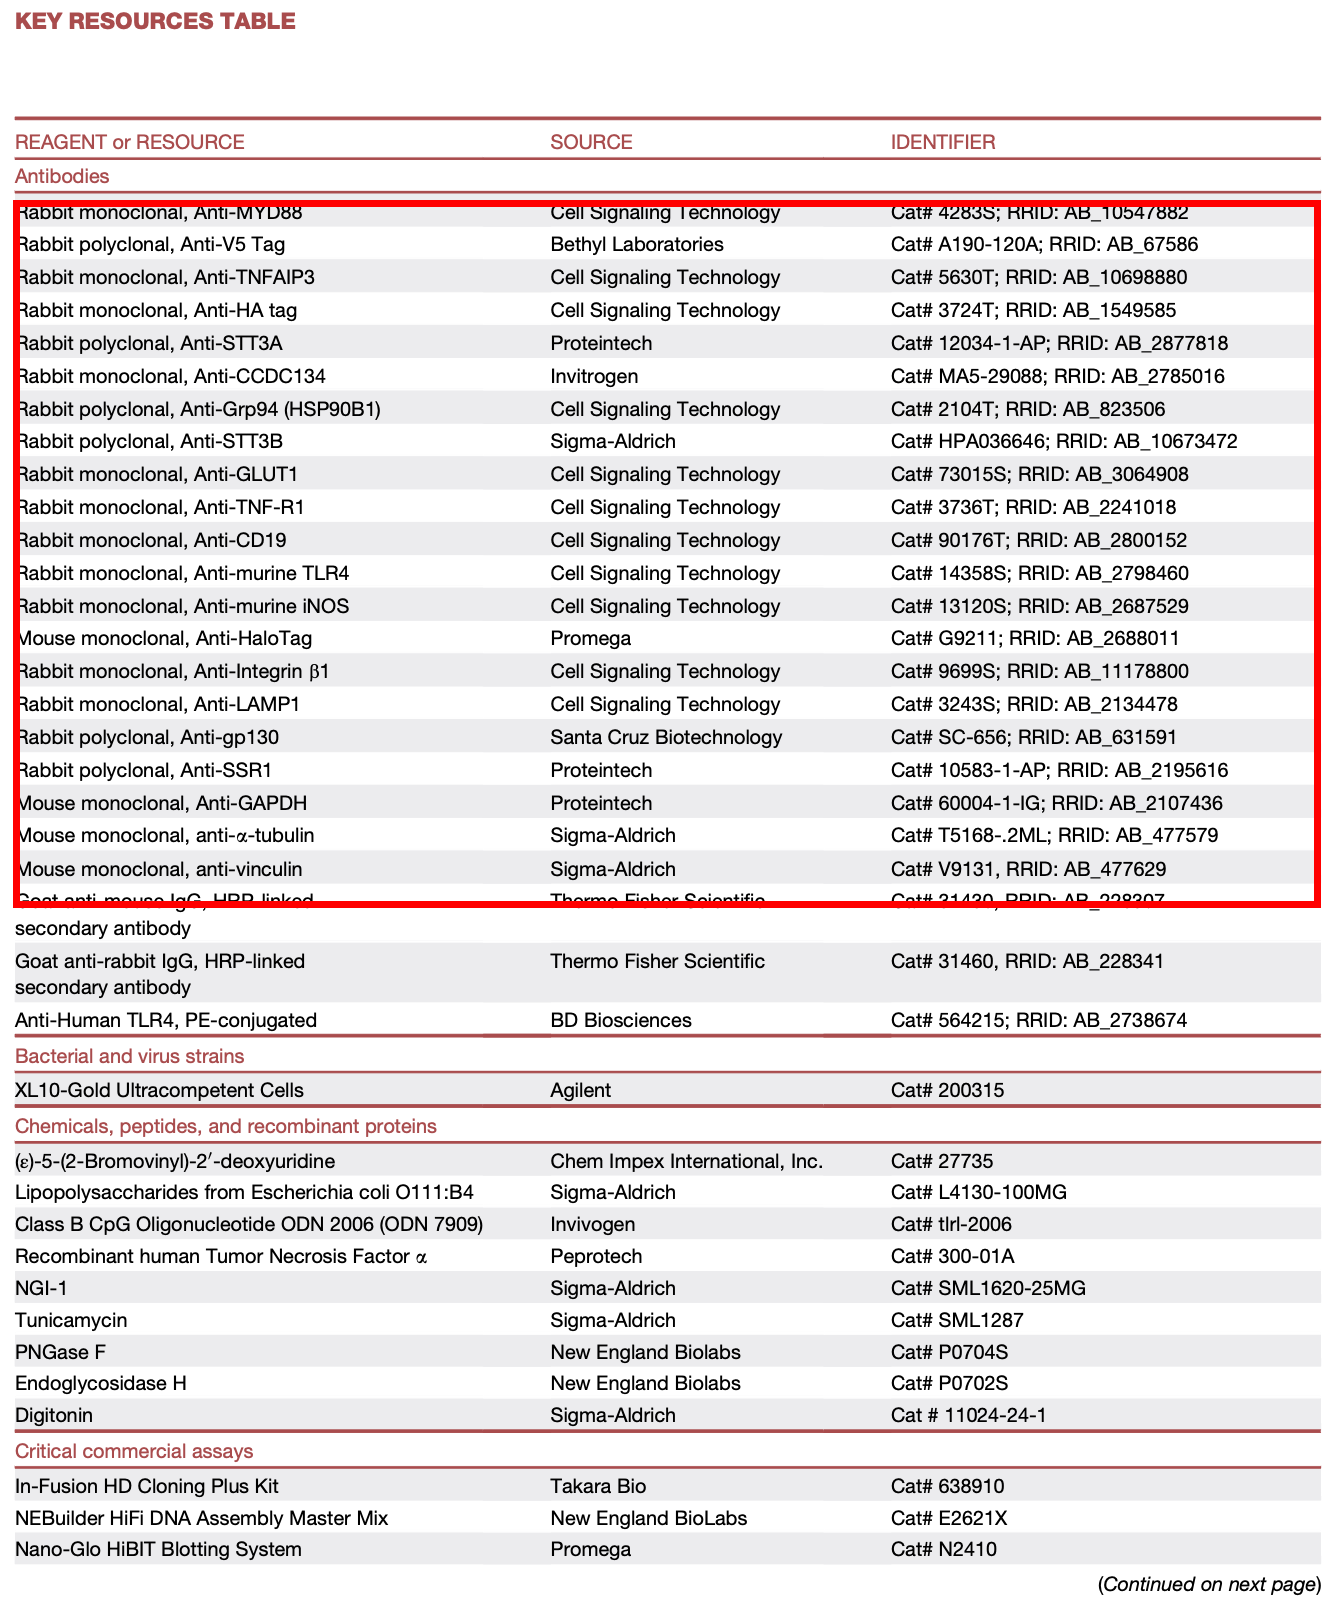 KEY RESOURCES TABLE
REAGENT or RESOURCE SOURCE IDENTIFIER
Antibodies
Rabbit monoclonal, Anti-MYD88 Cell Signaling Technology Cat# 4283S; RRID: AB_10547882
Rabbit polyclonal, Anti-V5 Tag Bethyl Laboratories Cat# A190-120A; RRID: AB_67586
Rabbit monoclonal, Anti-TNFAIP3 Cell Signaling Technology Cat# 5630T; RRID: AB_10698880
Rabbit monoclonal, Anti-HA tag Cell Signaling Technology Cat# 3724T; RRID: AB_1549585
Rabbit polyclonal, Anti-STT3A Proteintech Cat# 12034-1-AP; RRID: AB_2877818
Rabbit monoclonal, Anti-CCDC134 Invitrogen Cat# MA5-29088; RRID: AB_2785016
Rabbit polyclonal, Anti-Grp94 (HSP90B1) Cell Signaling Technology Cat# 2104T; RRID: AB_823506
Rabbit polyclonal, Anti-STT3B Sigma-Aldrich Cat# HPA036646; RRID: AB_10673472
Rabbit monoclonal, Anti-GLUT1 Cell Signaling Technology Cat# 73015S; RRID: AB_3064908
Rabbit monoclonal, Anti-TNF-R1 Cell Signaling Technology Cat# 3736T; RRID: AB_2241018
Rabbit monoclonal, Anti-CD19 Cell Signaling Technology Cat# 90176T; RRID: AB_2800152
Rabbit monoclonal, Anti-murine TLR4 Cell Signaling Technology Cat# 14358S; RRID: AB_2798460
Rabbit monoclonal, Anti-murine iNOS Cell Signaling Technology Cat# 13120S; RRID: AB_2687529
Mouse monoclonal, Anti-HaloTag Promega Cat# G9211; RRID: AB_2688011
Rabbit monoclonal, Anti-Integrin β1 Cell Signaling Technology Cat# 9699S; RRID: AB_11178800
Rabbit monoclonal, Anti-LAMP1 Cell Signaling Technology Cat# 3243S; RRID: AB_2134478
Rabbit polyclonal, Anti-gp130 Santa Cruz Biotechnology Cat# SC-656; RRID: AB_631591
Rabbit polyclonal, Anti-SSR1 Proteintech Cat# 10583-1-AP; RRID: AB_2195616
Mouse monoclonal, Anti-GAPDH Proteintech Cat# 60004-1-IG; RRID: AB_2107436
Mouse monoclonal, anti-α-tubulin Sigma-Aldrich Cat# T5168-.2ML; RRID: AB_477579
Mouse monoclonal, anti-vinculin Sigma-Aldrich Cat# V9131, RRID: AB_477629
Goat anti-mouse IgG, HRP-linked Thermo Fisher Scientific Cat# 31430, RRID: AB_228307
secondary antibody
Goat anti-rabbit IgG, HRP-linked Thermo Fisher Scientific Cat# 31460, RRID: AB_228341
secondary antibody
Anti-Human TLR4, PE-conjugated BD Biosciences Cat# 564215; RRID: AB_2738674
Bacterial and virus strains
XL10-Gold Ultracompetent Cells Agilent Cat# 200315
Chemicals, peptides, and recombinant proteins
(ε)-5-(2-Bromovinyl)-2′-deoxyuridine Chem Impex International, Inc. Cat# 27735
Lipopolysaccharides from Escherichia coli O111:B4 Sigma-Aldrich Cat# L4130-100MG
Class B CpG Oligonucleotide ODN 2006 (ODN 7909) Invivogen Cat# tlrl-2006
Recombinant human Tumor Necrosis Factor α Peprotech Cat# 300-01A
NGI-1 Sigma-Aldrich Cat# SML1620-25MG
Tunicamycin Sigma-Aldrich Cat# SML1287
PNGase F New England Biolabs Cat# P0704S
Endoglycosidase H New England Biolabs Cat# P0702S
Digitonin Sigma-Aldrich Cat # 11024-24-1
Critical commercial assays
In-Fusion HD Cloning Plus Kit Takara Bio Cat# 638910
NEBuilder HiFi DNA Assembly Master Mix New England BioLabs Cat# E2621X
Nano-Glo HiBIT Blotting System Promega Cat# N2410
(Continued on next page)